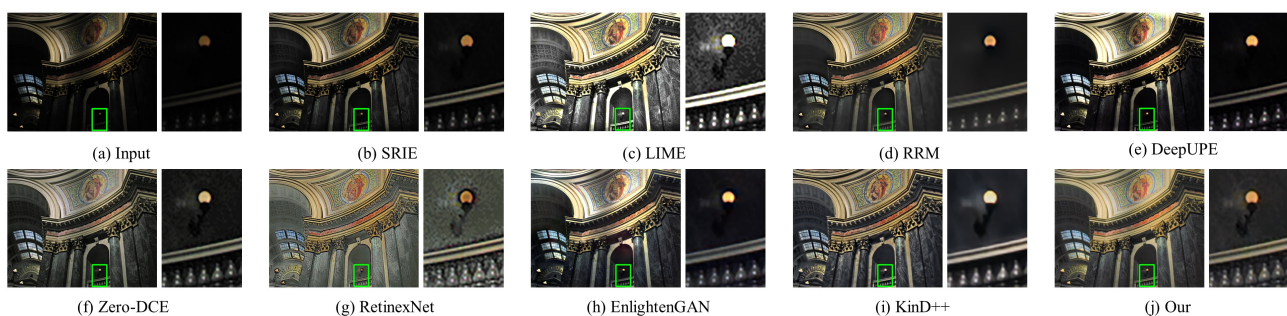 (a) Input
(b) SRIE
(c) LIME
(d) RRM
(e) DeepUPE
(f) Zero-DCE
(g) RetinexNet
(h) EnlightenGAN
(i) KinD++
(j) Our